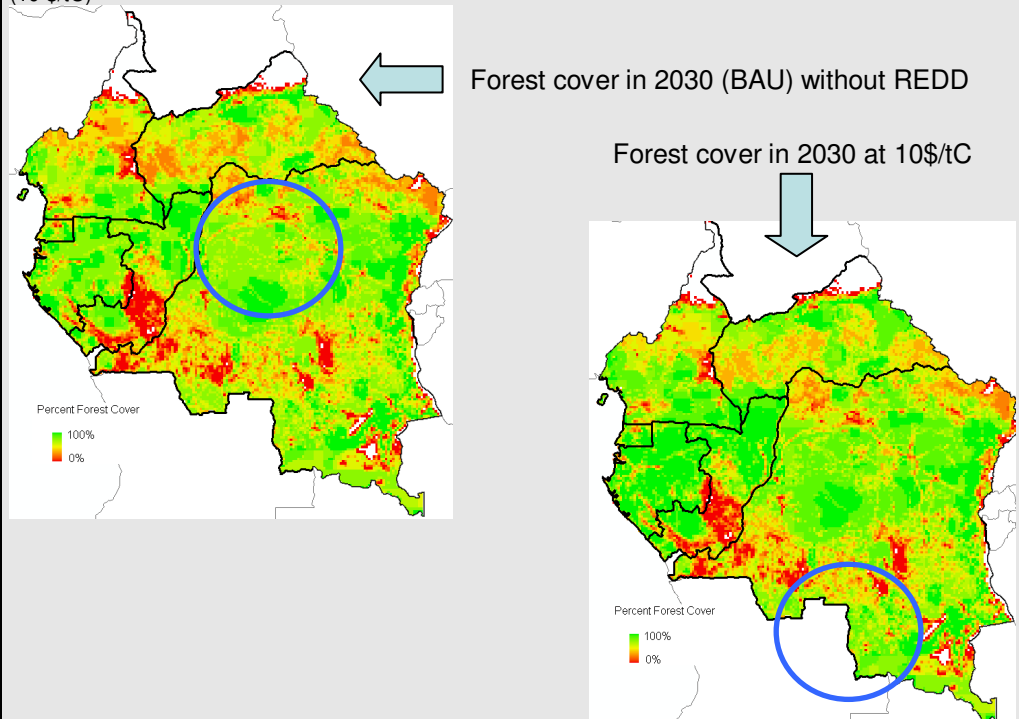 Forest cover in 2030 (BAU) without REDD
Forest cover in 2030 at 10$/tC
Percent Forest Cover
100%
0%
Percent Forest Cover
100%
0%